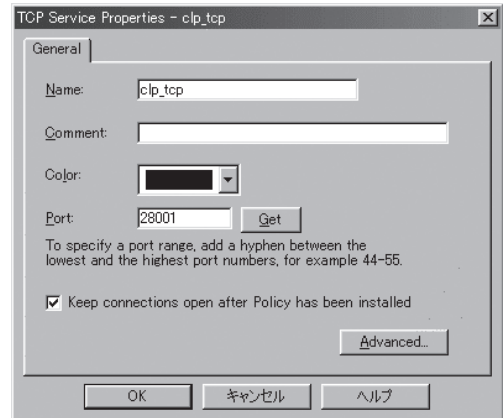 TCP Service Properties - clp_tcp
General
Name: clp_tcp
Comment:
Color:
Port: 28001 Get
To specify a port range, add a hyphen between the
lowest and the highest port numbers, for example 44-55.
Keep connections open after Policy has been installed
Advanced...
OK キャンセル ヘルプ